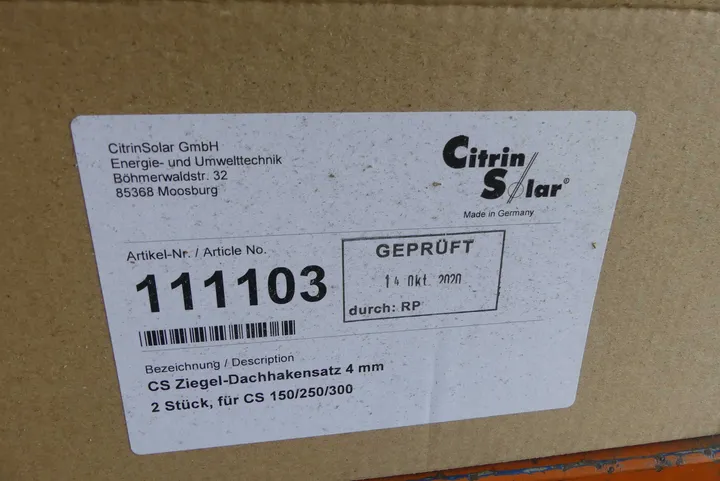 CitrinSolar GmbH
Energie- und Umwelttechnik
Böhmerwaldstr. 32
85368 Moosburg
Citrin
Solar®
Made in Germany
Artikel-Nr. / Article No.
111103
GEPRÜFT
14 Okt. 2020
durch: RP
Bezeichnung / Description
CS Ziegel-Dachhakensatz 4 mm
2 Stück, für CS 150/250/300